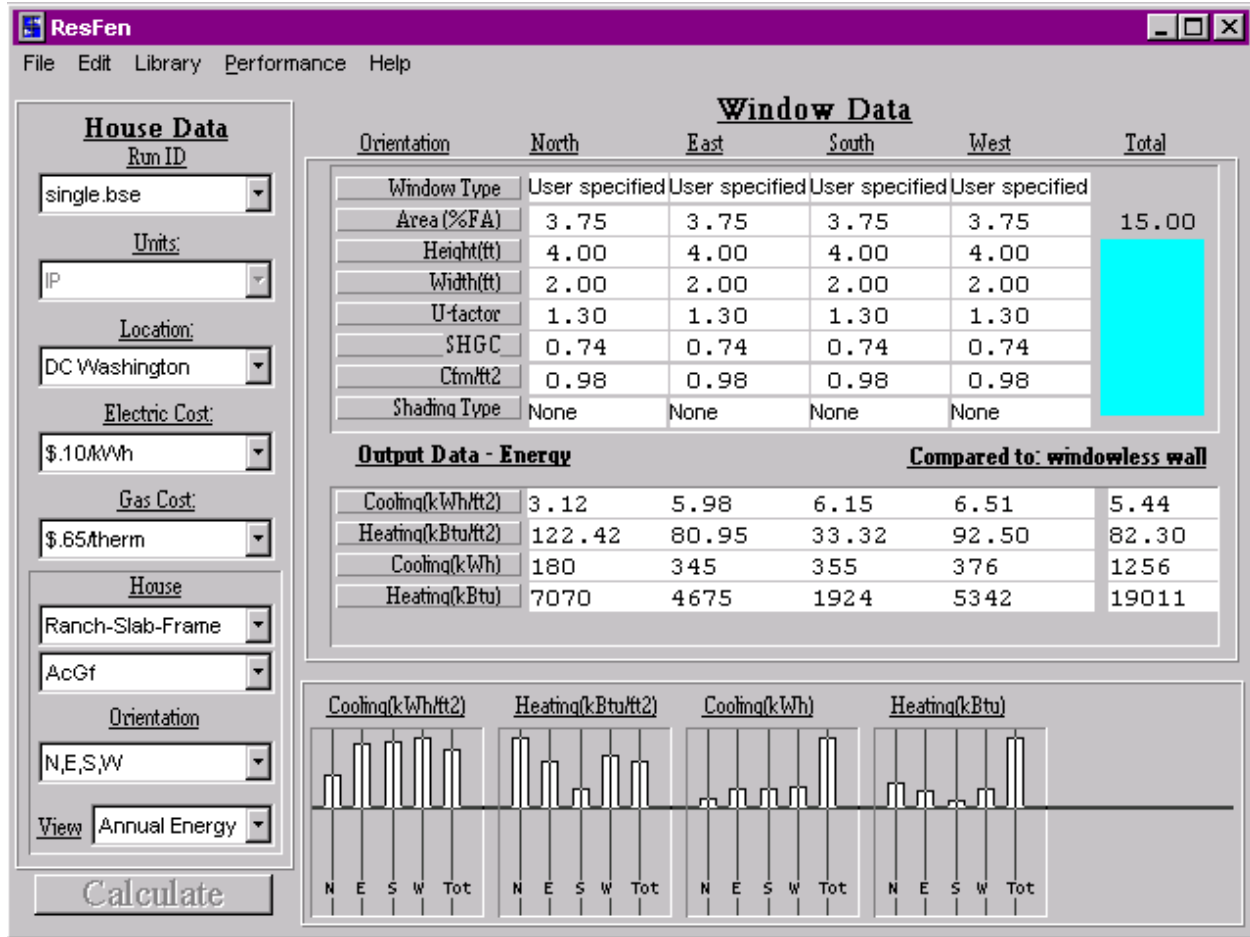 ResFen
File Edit Library Performance Help
House Data
Run ID
single.bse
Units:
IP
Location:
DC Washington
Electric Cost:
$.10/kWh
Gas Cost:
$.65/therm
House
Ranch-Slab-Frame
AcGf
Orientation
N,E,S,W
View Annual Energy
Calculate
Window Data
Orientation North East South West Total
Window Type User specified User specified User specified User specified
Area (%FA) 3.75 3.75 3.75 3.75 15.00
Height(ft) 4.00 4.00 4.00 4.00
Width(ft) 2.00 2.00 2.00 2.00
U-factor 1.30 1.30 1.30 1.30
SHGC 0.74 0.74 0.74 0.74
Cfm/ft2 0.98 0.98 0.98 0.98
Shading Type None None None None
Output Data - Energy Compared to: windowless wall
Cooling(kWh/ft2) 3.12 5.98 6.15 6.51 5.44
Heating(kBtu/ft2) 122.42 80.95 33.32 92.50 82.30
Cooling(kWh) 180 345 355 376 1256
Heating(kBtu) 7070 4675 1924 5342 19011
Cooling(kWh/ft2) Heating(kBtu/ft2) Cooling(kWh) Heating(kBtu)
N E S W Tot N E S W Tot N E S W Tot N E S W Tot